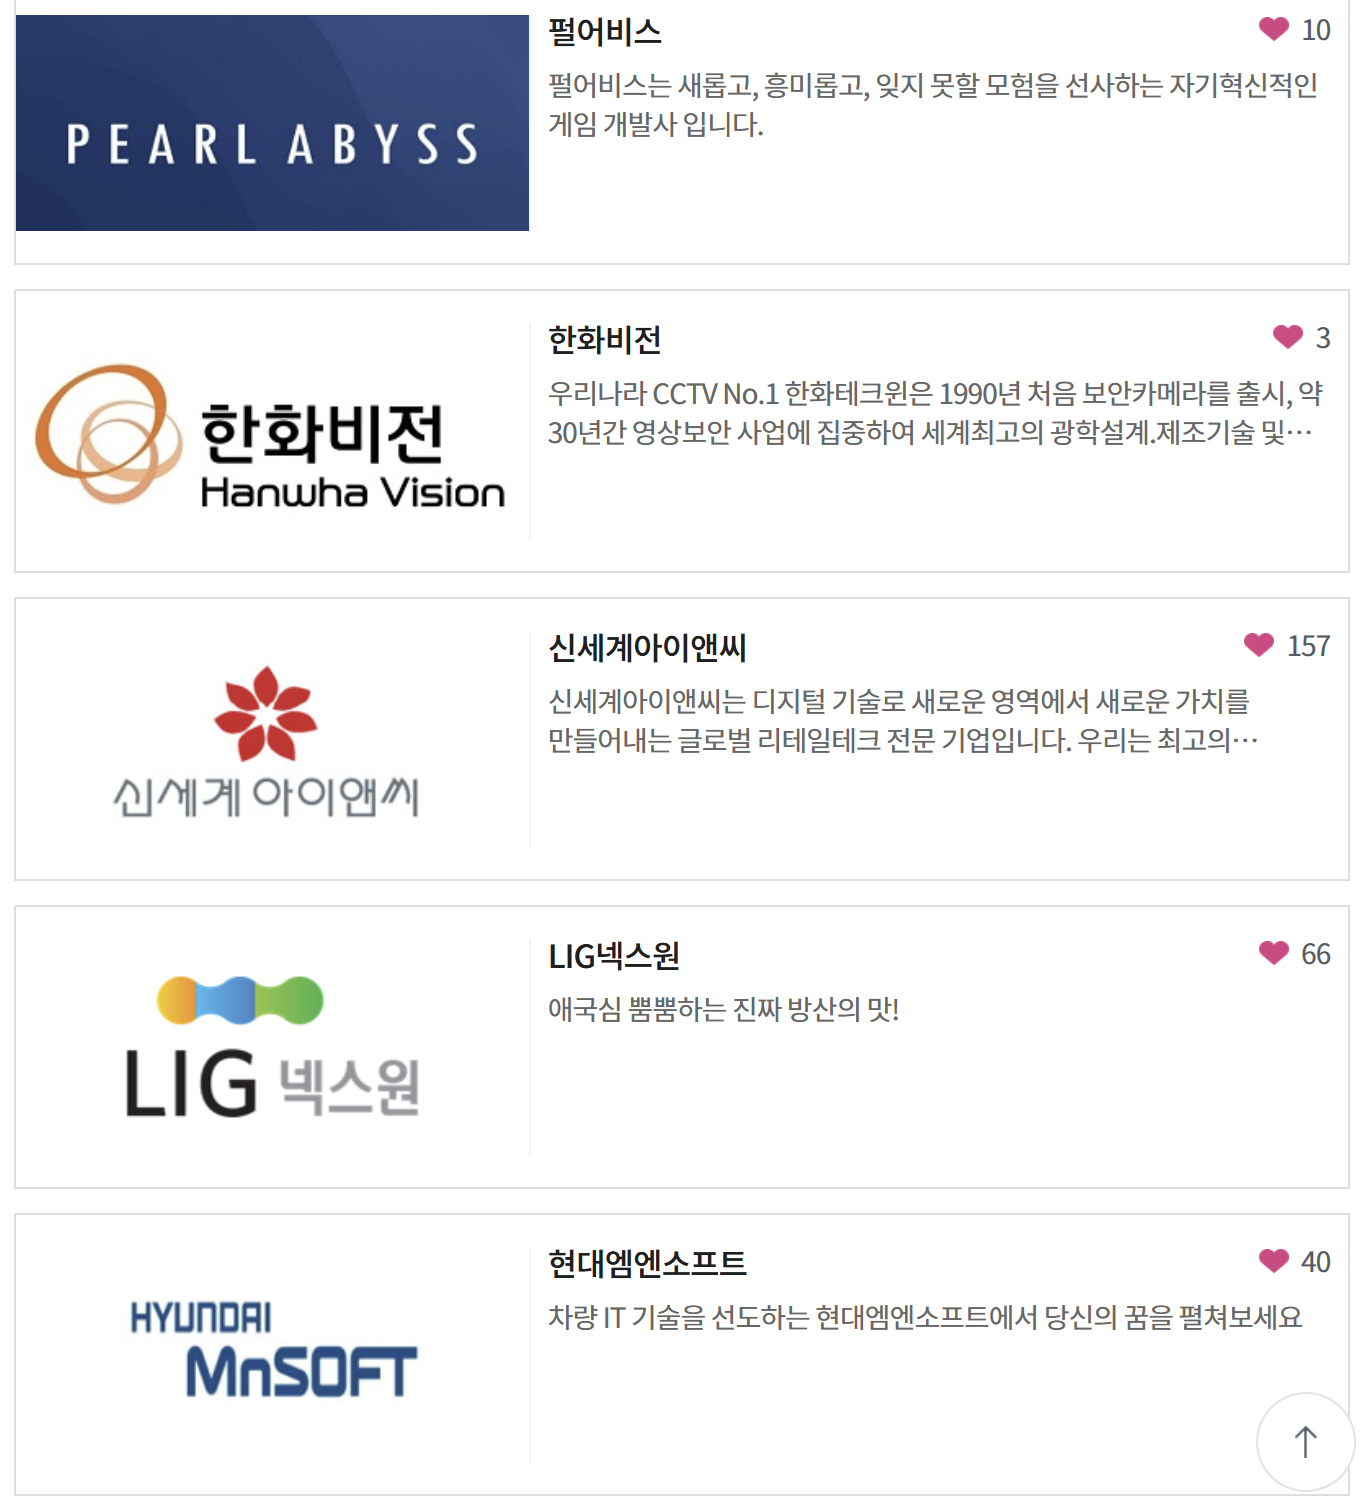 PEARL ABYSS
펄어비스
10
펄어비스는 새롭고, 흥미롭고, 잊지 못할 모험을 선사하는 자기혁신적인
게임 개발사 입니다.
한화비전
Hanwha Vision
한화비전
3
우리나라 CCTV No.1 한화테크윈은 1990년 처음 보안카메라를 출시, 약
30년간 영상보안 사업에 집중하여 세계최고의 광학설계.제조기술 및…
신세계 아이앤씨
신세계아이앤씨
157
신세계아이앤씨는 디지털 기술로 새로운 영역에서 새로운 가치를
만들어내는 글로벌 리테일테크 전문 기업입니다. 우리는 최고의…
LIG 넥스원
LIG넥스원
66
애국심 뿜뿜하는 진짜 방산의 맛!
HYUNDAI
MnSOFT
현대엠엔소프트
40
차량 IT 기술을 선도하는 현대엠엔소프트에서 당신의 꿈을 펼쳐보세요